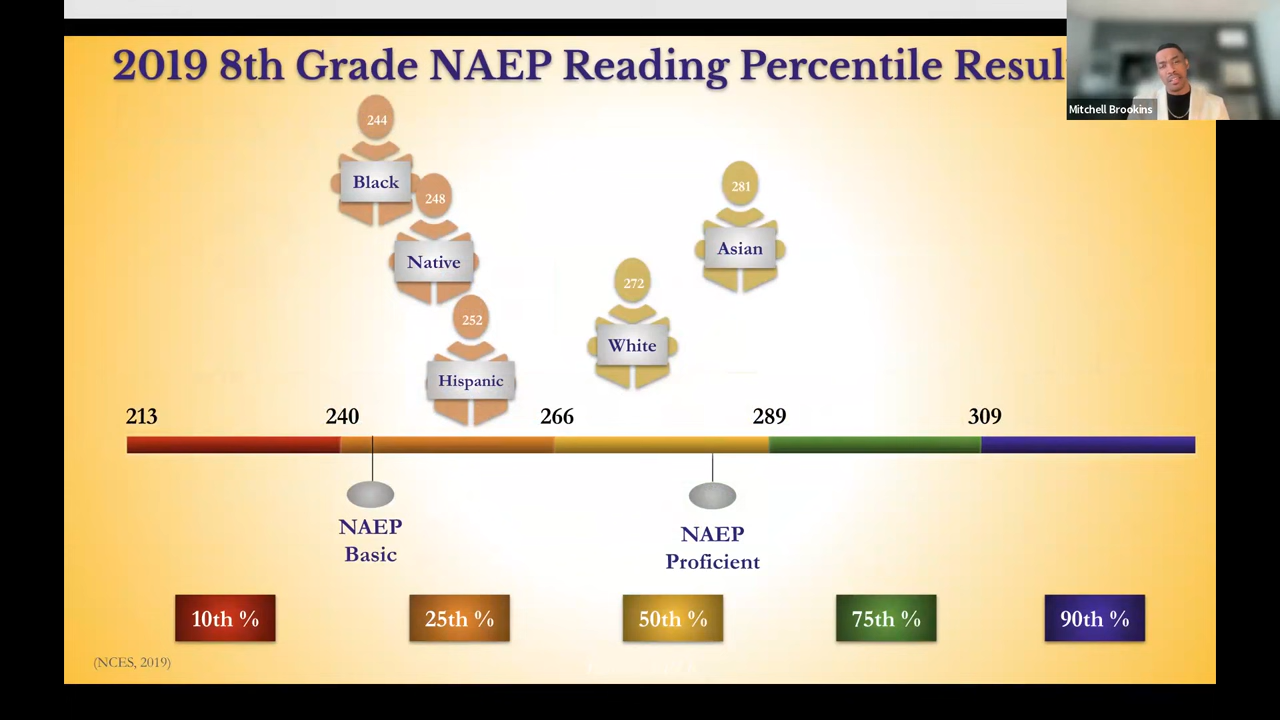 2019 8th Grade NAEP Reading Percentile Resul
Mitchell Brookins
244
Black
248
Native
252
Hispanic
272
White
281
Asian
213 240 266 289 309
NAEP
Basic
NAEP
Proficient
10th % 25th % 50th % 75th % 90th %
(NCES, 2019)